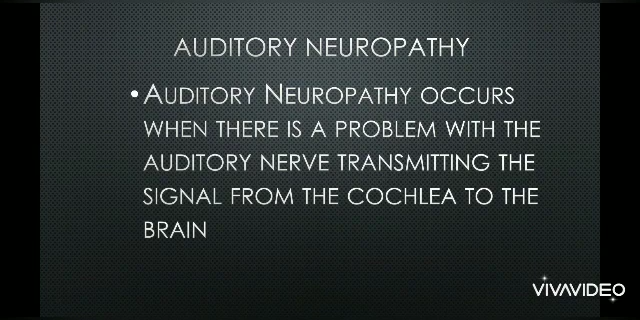 AUDITORY NEUROPATHY
• AUDITORY NEUROPATHY OCCURS
WHEN THERE IS A PROBLEM WITH THE
AUDITORY NERVE TRANSMITTING THE
SIGNAL FROM THE COCHLEA TO THE
BRAIN
VIVAVIDEO